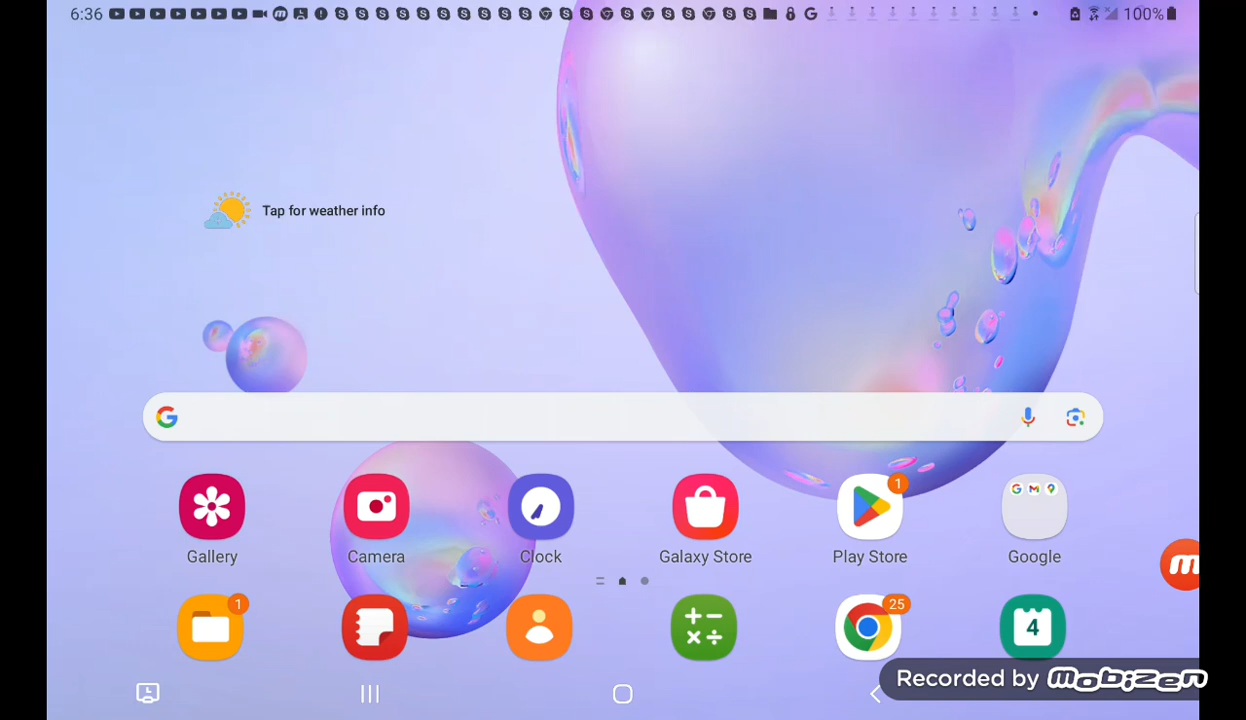 6:36 100%
Tap for weather info
1
Gallery Camera Clock Galaxy Store Play Store Google
1 25
4
Recorded by mobizen